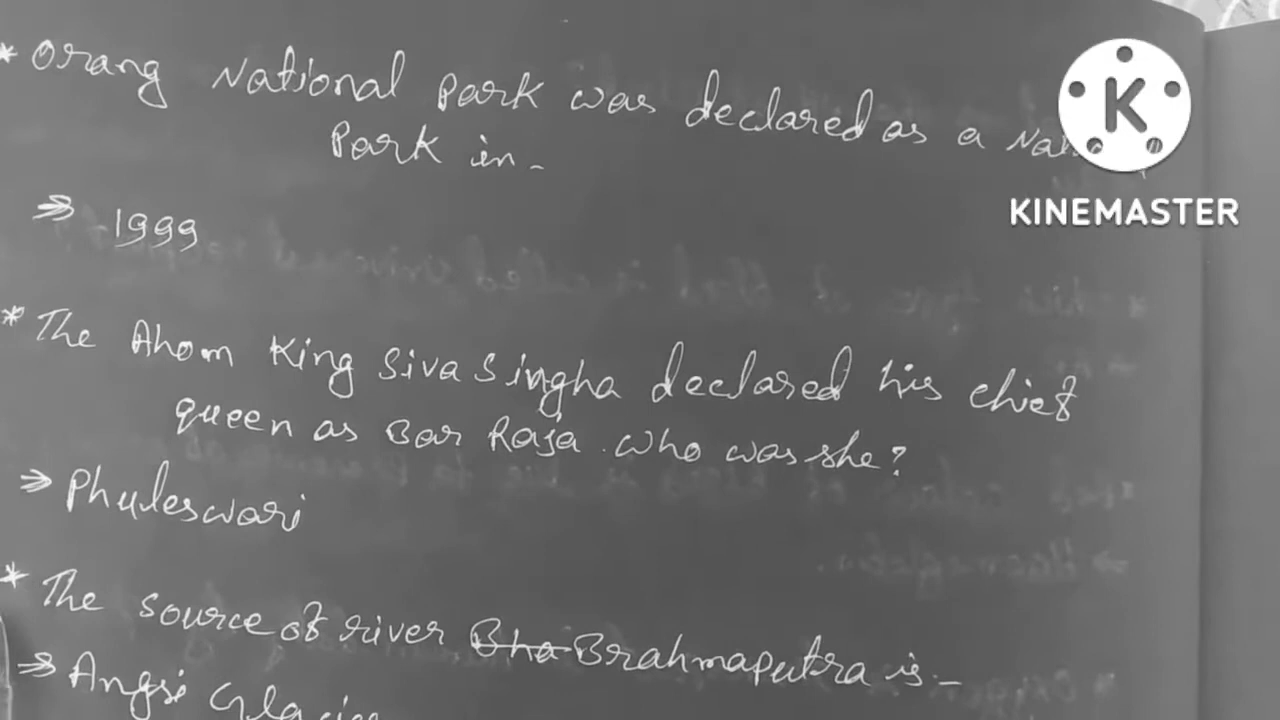 * Orang National Park was declared as a
Park in -
⇒ 1999
* The Ahom King Siva Singha declared his chief
queen as Bar Raja. Who was she?
⇒ Phuleswari
* The source of river Bha Brahmaputra is. -
⇒ Angsi Glacier
K
KINEMASTER